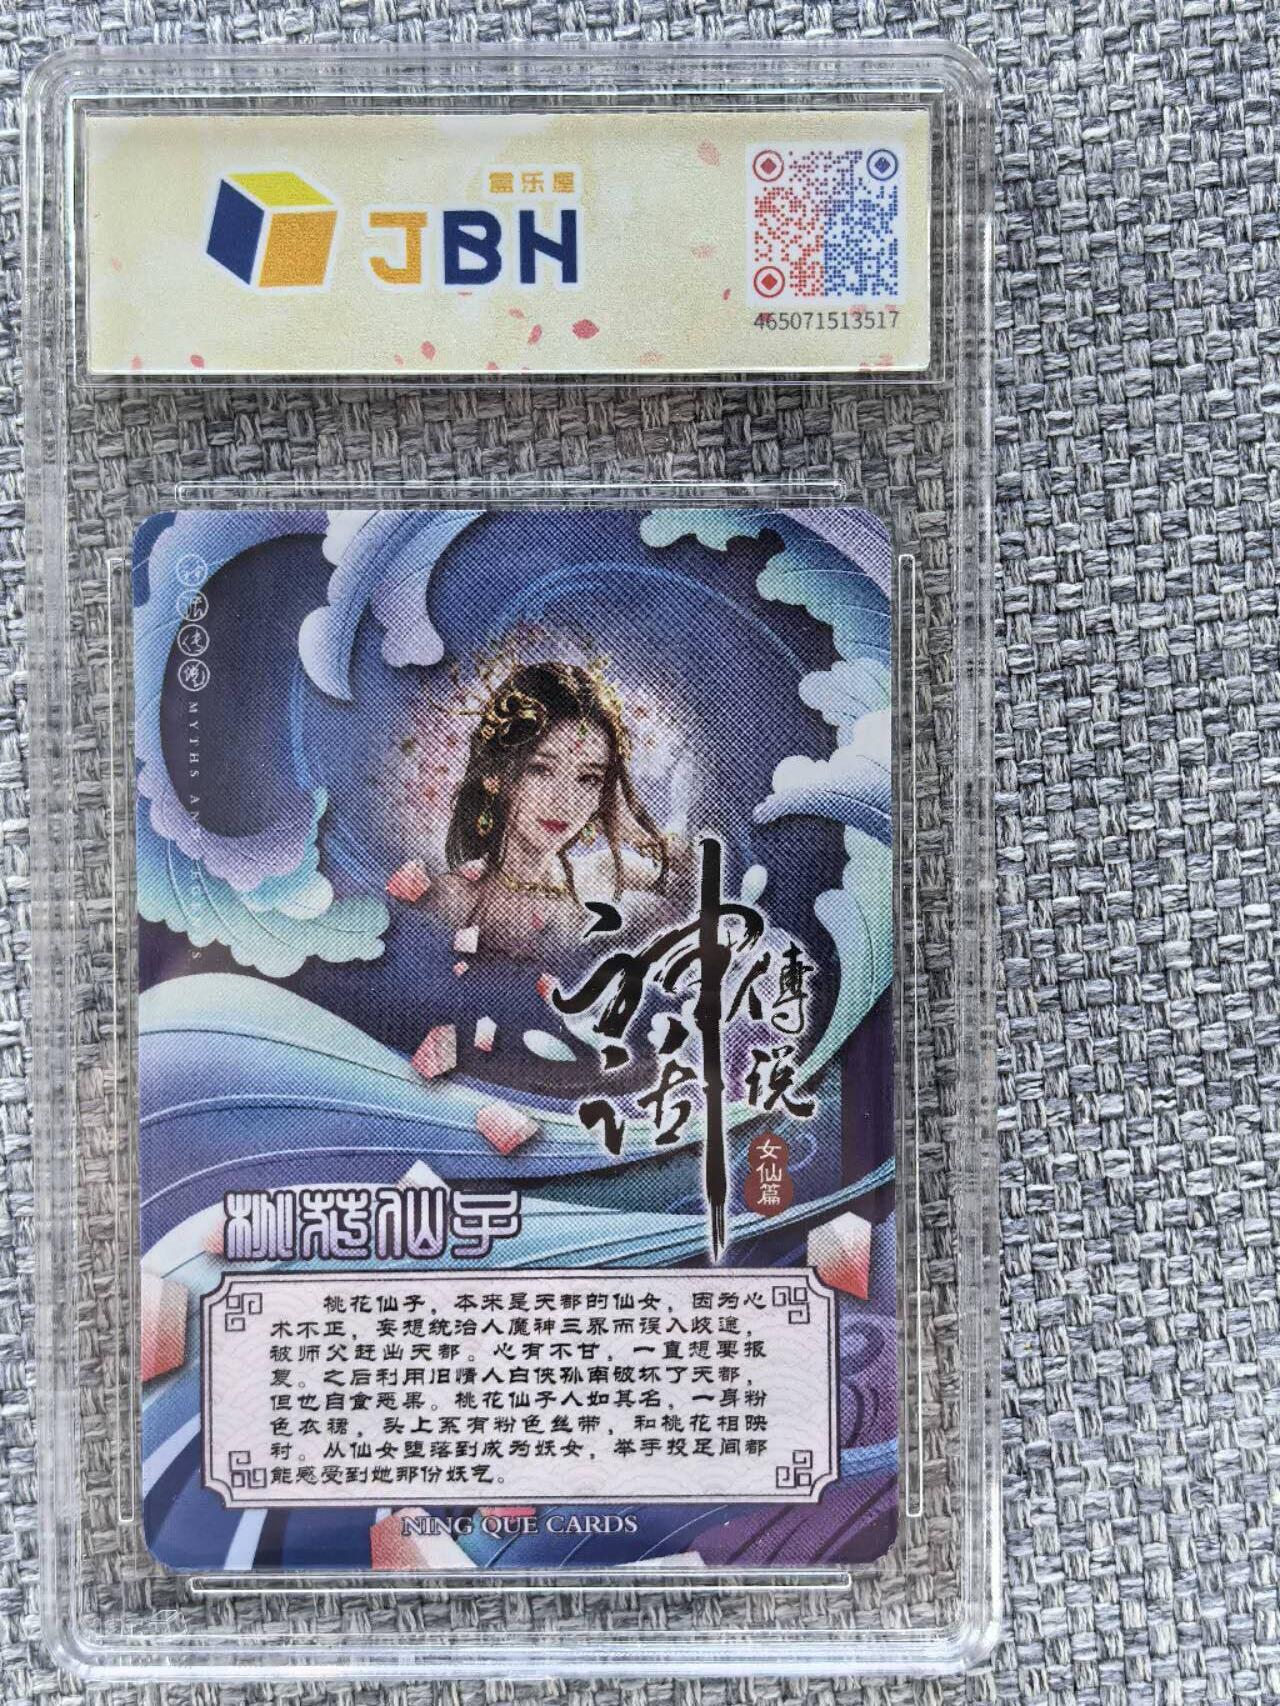 富乐屋
JBH
465071513517
神话传说
MYTHS A
神话
傳说
女仙篇
桃花仙子
桃花仙子，本来是天都的仙女，因为心
术不正，妄想统治人魔神三界而误入歧途，
被师父赶出天都。心有不甘，一直想要报
复。之后利用旧情人白侠孙南破坏了天都，
但也自食恶果。桃花仙子人如其名，一身粉
色衣裙，头上系有粉色丝带，和桃花相映
衬。从仙女堕落到成为妖女，举手投足间都
能感受到她那份妖气。
NING QUE CARDS